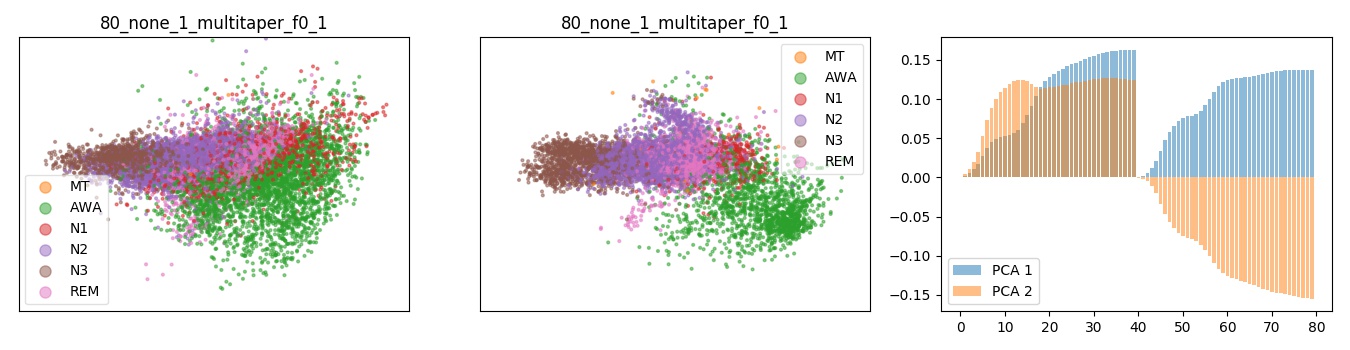 80_none_1_multitaper_f0_1
MT
AWA
N1
N2
N3
REM
80_none_1_multitaper_f0_1
MT
AWA
N1
N2
N3
REM
0.15
0.10
0.05
0.00
−0.05
−0.10
−0.15
PCA 1
PCA 2
0 10 20 30 40 50 60 70 80